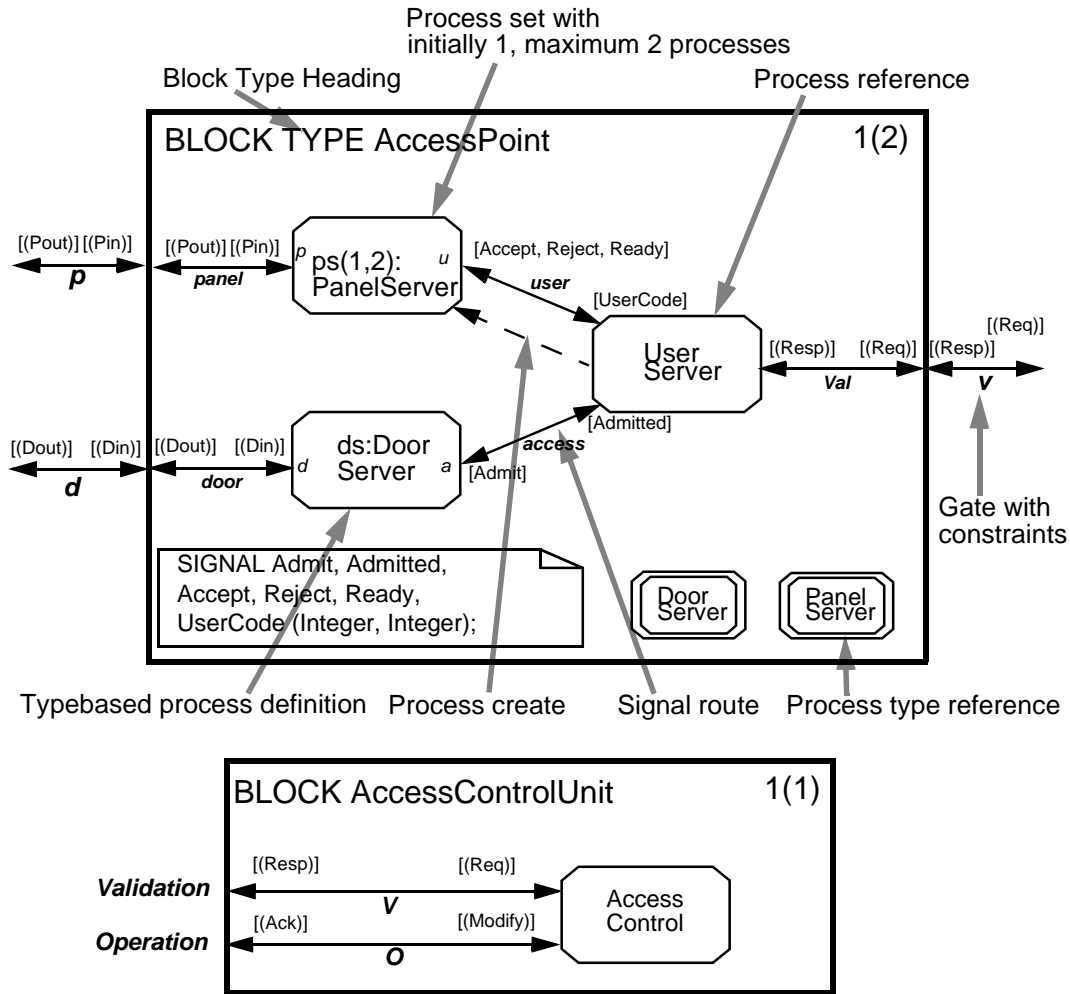 Process set with
initially 1, maximum 2 processes
Block Type Heading
Process reference
BLOCK TYPE AccessPoint
1(2)
[(Pout)] [(Pin)]
p
[(Pout)] [(Pin)]
panel
p
ps(1,2):
PanelServer
u
[Accept, Reject, Ready]
user
[UserCode]
User
Server
[(Resp)]
[(Req)]
Val
[(Resp)]
[(Req)]
v
[(Dout)]
[(Din)]
d
[(Dout)]
[(Din)]
door
d
ds:Door
Server
a
access
[Admitted]
[Admit]
Gate with
constraints
SIGNAL Admit, Admitted,
Accept, Reject, Ready,
UserCode (Integer, Integer);
Door
Server
Panel
Server
Typebased process definition
Process create
Signal route
Process type reference
BLOCK AccessControlUnit
1(1)
Validation
[(Resp)]
[(Req)]
V
Operation
[(Ack)]
[(Modify)]
O
Access
Control